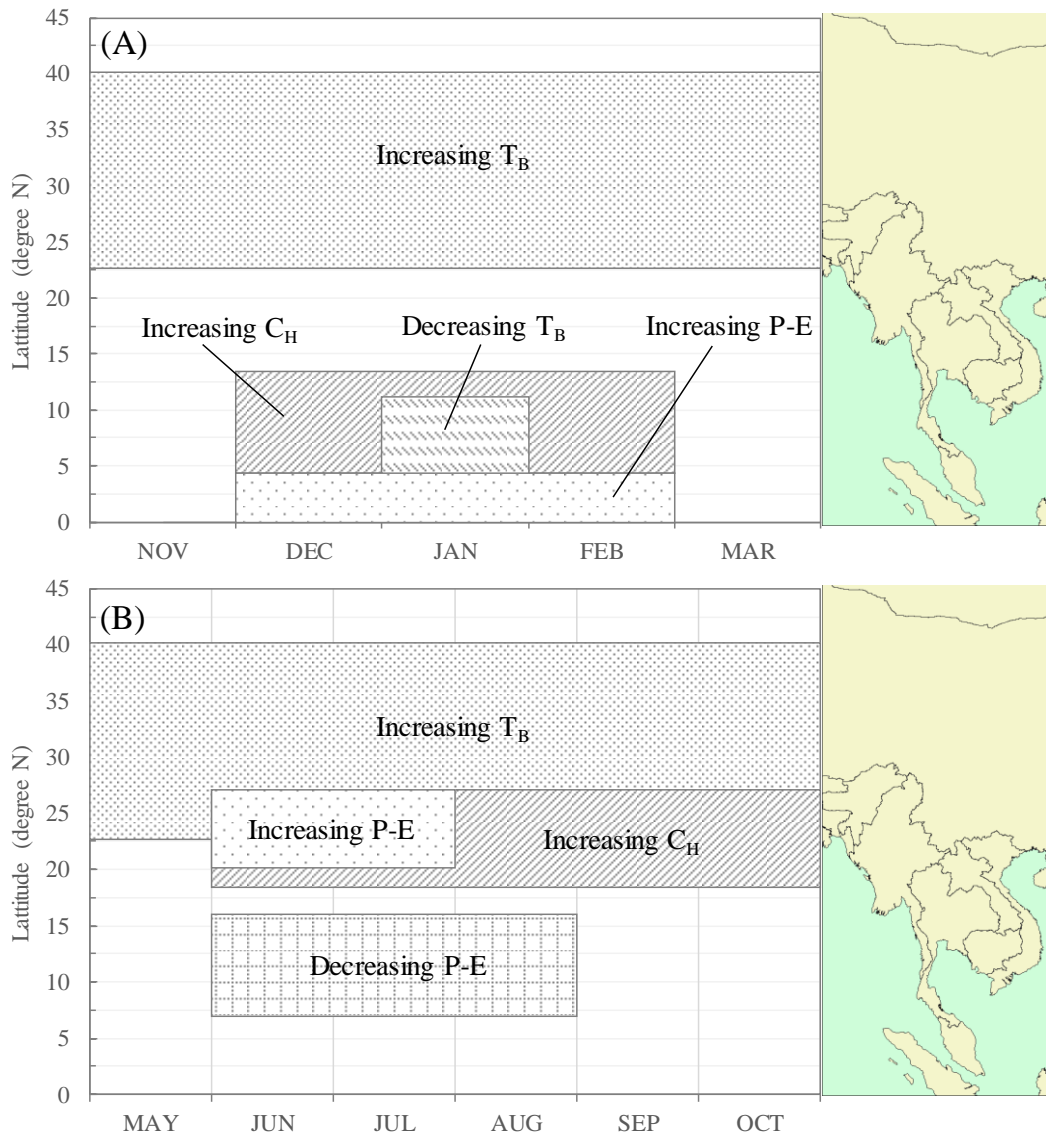 (A)
45
40
35
30
25
20
15
10
5
0
Lattitude (degree N)
Increasing T_B
Increasing C_H
Decreasing T_B
Increasing P-E
NOV DEC JAN FEB MAR
(B)
45
40
35
30
25
20
15
10
5
0
Lattitude (degree N)
Increasing T_B
Increasing P-E
Increasing C_H
Decreasing P-E
MAY JUN JUL AUG SEP OCT